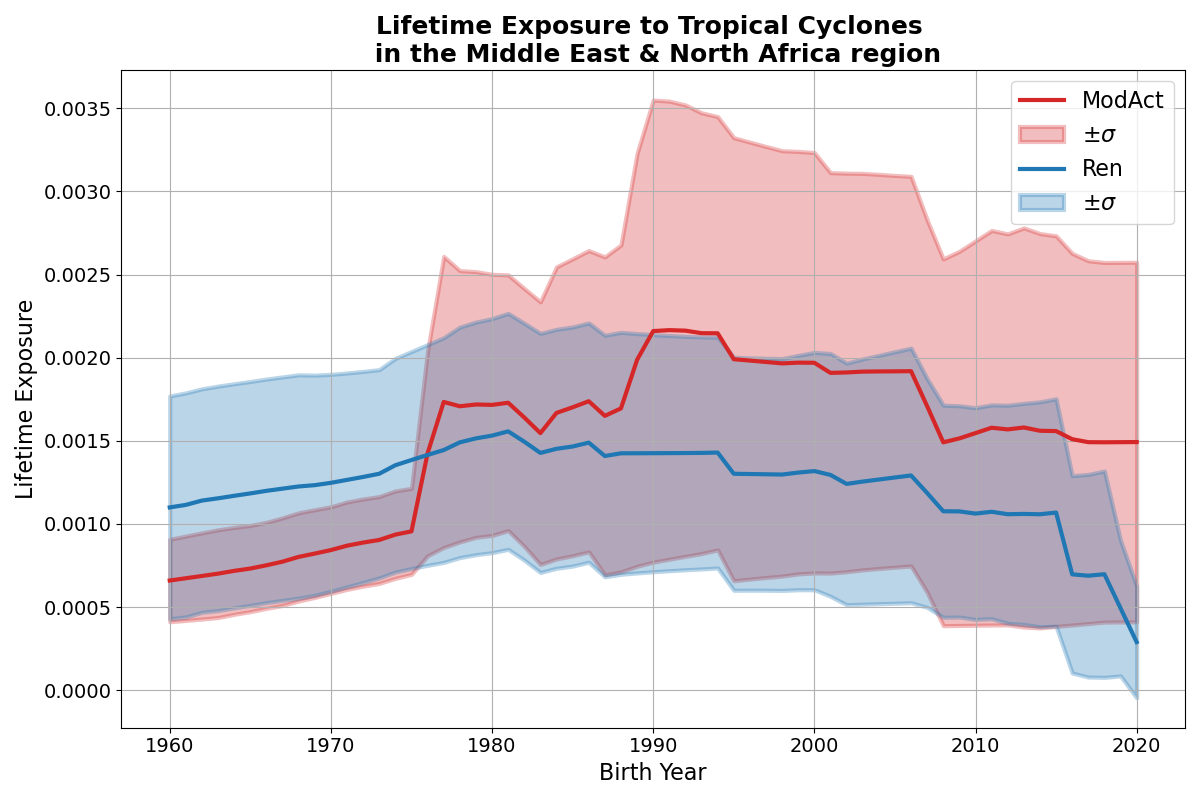 Lifetime Exposure to Tropical Cyclones
in the Middle East & North Africa region
ModAct
±σ
Ren
±σ
Lifetime Exposure
0.0035
0.0030
0.0025
0.0020
0.0015
0.0010
0.0005
0.0000
1960 1970 1980 1990 2000 2010 2020
Birth Year